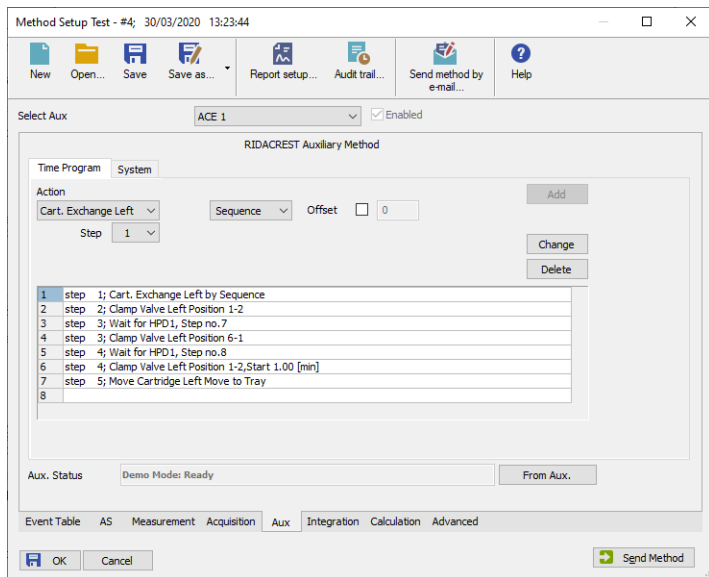 Method Setup Test - #4; 30/03/2020 13:23:44
New Open... Save Save as... Report setup... Audit trail... Send method by e-mail... Help
Select Aux ACE 1 Enabled
RIDACREST Auxiliary Method
Time Program System
Action
Cart. Exchange Left Sequence Offset 0 Add
Step 1
Change
Delete
1 step 1; Cart. Exchange Left by Sequence
2 step 2; Clamp Valve Left Position 1-2
3 step 3; Wait for HPD1, Step no.7
4 step 3; Clamp Valve Left Position 6-1
5 step 4; Wait for HPD1, Step no.8
6 step 4; Clamp Valve Left Position 1-2,Start 1.00 [min]
7 step 5; Move Cartridge Left Move to Tray
8
Aux. Status Demo Mode: Ready From Aux.
Event Table AS Measurement Acquisition Aux Integration Calculation Advanced
OK Cancel Send Method